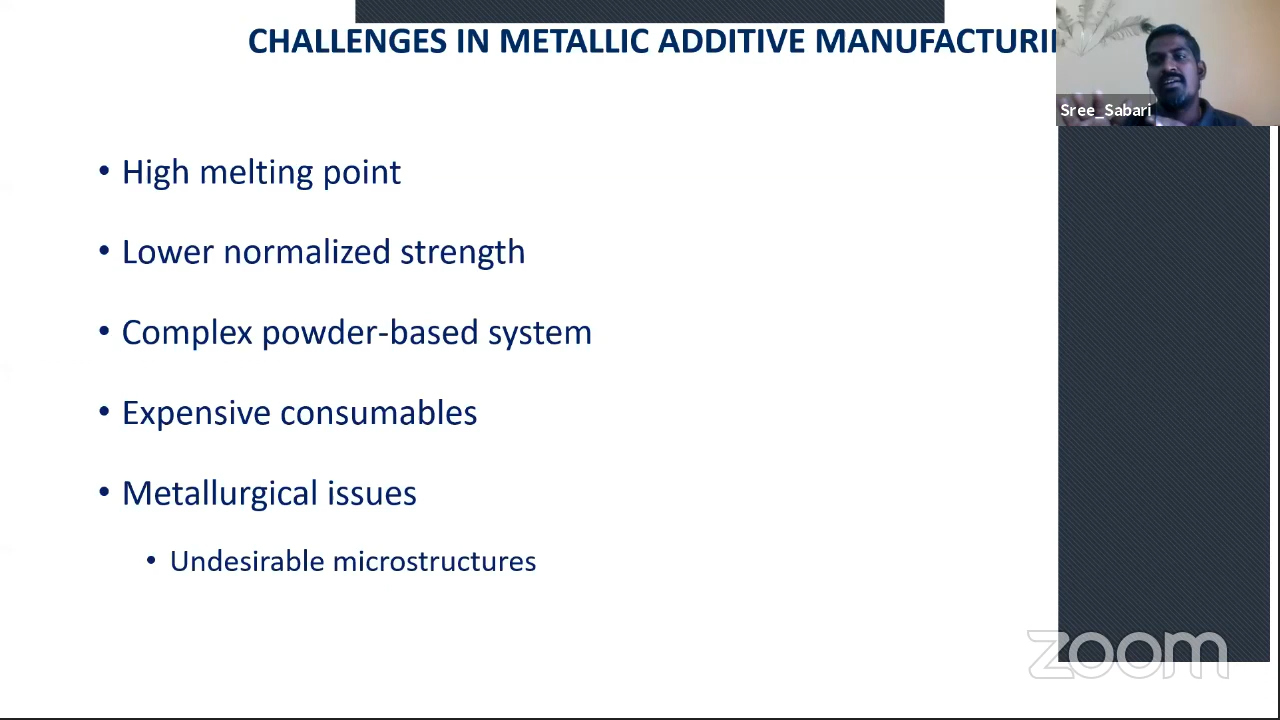 CHALLENGES IN METALLIC ADDITIVE
Sree_Sabari
• High melting point
• Lower normalized strength
• Complex powder-based system
• Expensive consumables
• Metallurgical issues
• Undesirable microstructures
zoom